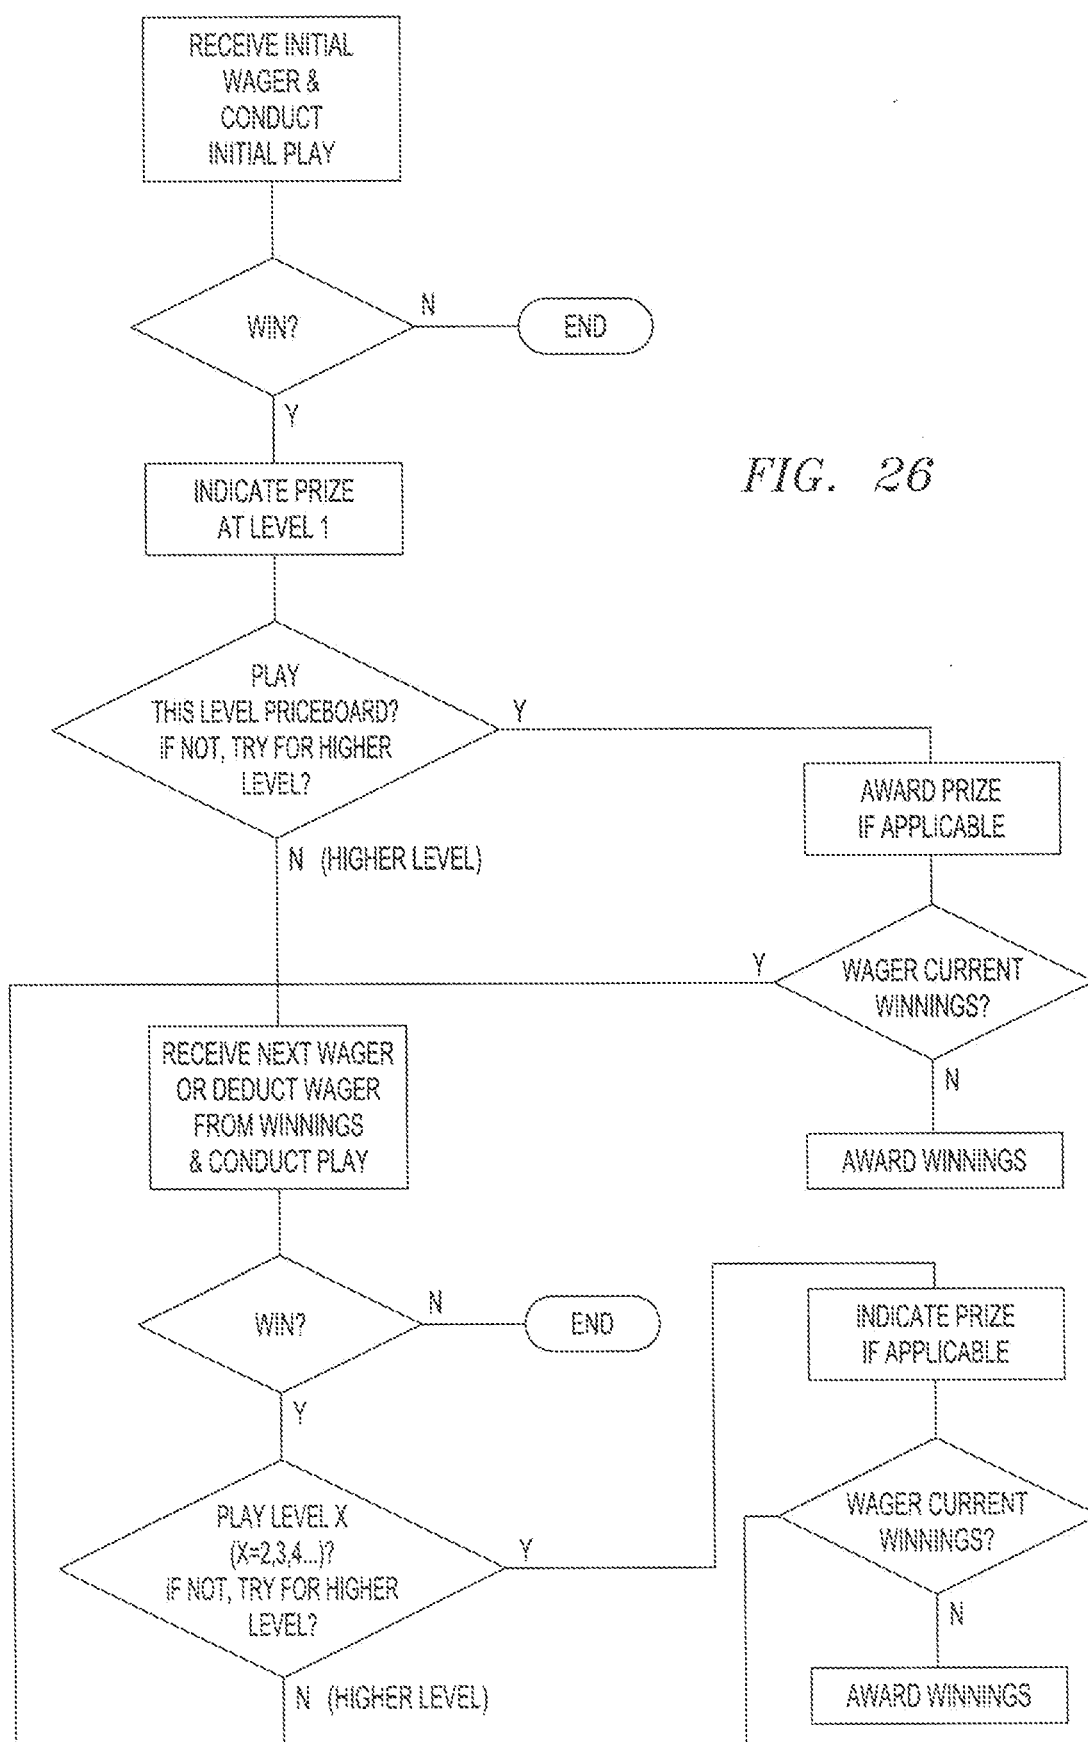 RECEIVE INITIAL
WAGER &
CONDUCT
INITIAL PLAY
WIN?
N
END
Y
INDICATE PRIZE
AT LEVEL 1
FIG. 26
PLAY
THIS LEVEL PRICEBOARD?
IF NOT, TRY FOR HIGHER
LEVEL?
Y
N (HIGHER LEVEL)
AWARD PRIZE
IF APPLICABLE
WAGER CURRENT
WINNINGS?
Y
N
AWARD WINNINGS
RECEIVE NEXT WAGER
OR DEDUCT WAGER
FROM WINNINGS
& CONDUCT PLAY
WIN?
N
END
Y
PLAY LEVEL X
(X=2,3,4...)?
IF NOT, TRY FOR HIGHER
LEVEL?
Y
N (HIGHER LEVEL)
INDICATE PRIZE
IF APPLICABLE
WAGER CURRENT
WINNINGS?
N
AWARD WINNINGS